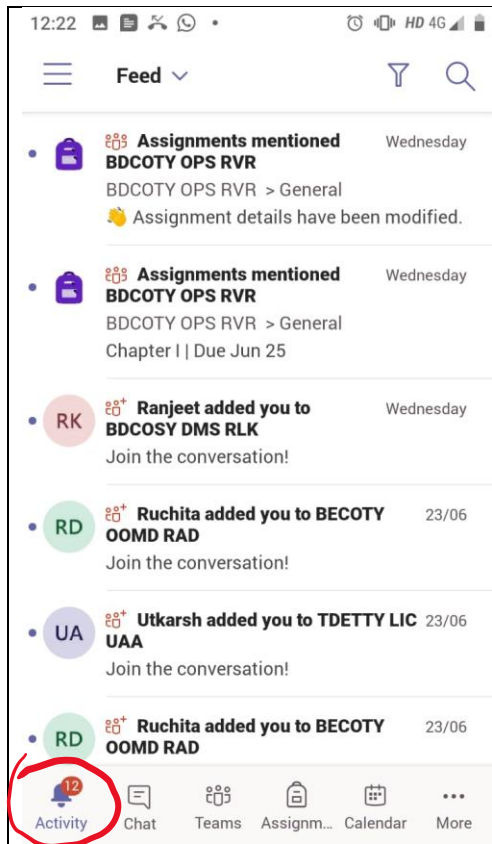 12:22 HD 4G
Feed
Assignments mentioned Wednesday
BDCOTY OPS RVR
BDCOTY OPS RVR > General
👋 Assignment details have been modified.
Assignments mentioned Wednesday
BDCOTY OPS RVR
BDCOTY OPS RVR > General
Chapter I | Due Jun 25
RK Ranjeet added you to Wednesday
BDCOSY DMS RLK
Join the conversation!
RD Ruchita added you to BECOTY 23/06
OOMD RAD
Join the conversation!
UA Utkarsh added you to TDETTY LIC 23/06
UAA
Join the conversation!
RD Ruchita added you to BECOTY 23/06
OOMD RAD
12
Activity Chat Teams Assignm... Calendar More